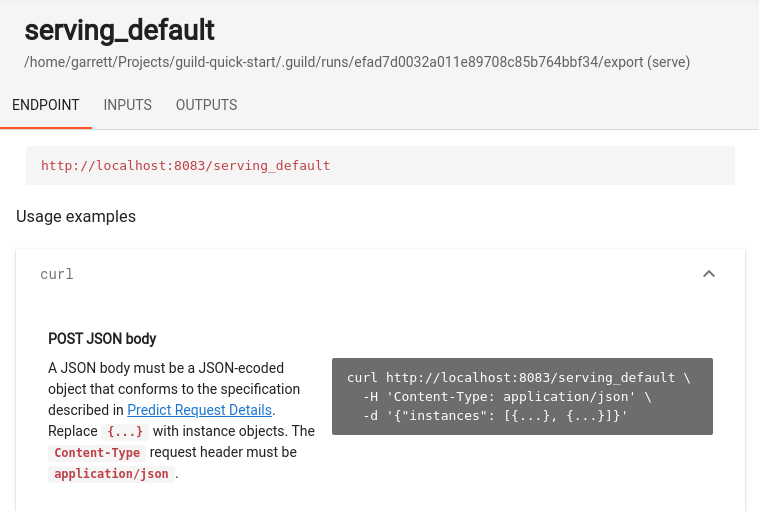 serving_default
/home/garrett/Projects/guild-quick-start/.guild/runs/efad7d0032a011e89708c85b764bbf34/export (serve)
ENDPOINT INPUTS OUTPUTS
http://localhost:8083/serving_default
Usage examples
curl
POST JSON body
A JSON body must be a JSON-ecoded
object that conforms to the specification
described in Predict Request Details.
Replace {...} with instance objects. The
Content-Type request header must be
application/json .
curl http://localhost:8083/serving_default \
-H 'Content-Type: application/json' \
-d '{"instances": [{...}, {...}]}'